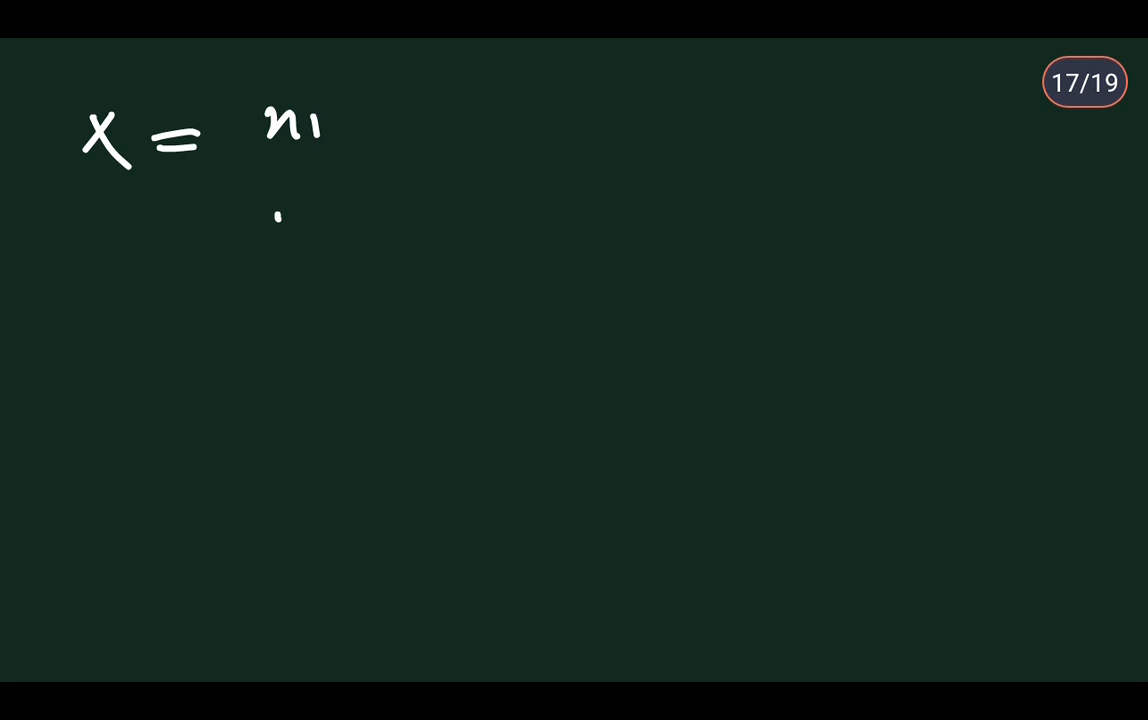 17/19
X = n1
.